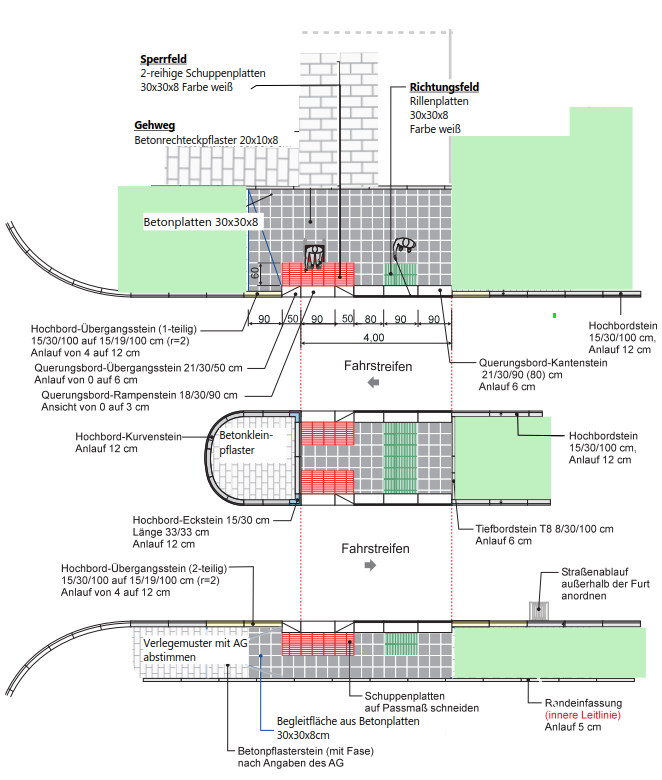 Sperrfeld
2-reihige Schuppenplatten
30x30x8 Farbe weiß
Richtungsfeld
Rillenplatten
30x30x8
Farbe weiß
Gehweg
Betonrechteckpflaster 20x10x8
Betonplatten 30x30x8
60
90 50 90 50 80 90 90
4.00
Hochbord-Übergangsstein (1-teilig)
15/30/100 auf 15/19/100 cm (r=2)
Anlauf von 4 auf 12 cm
Querungsbord-Übergangsstein 21/30/50 cm
Anlauf von 0 auf 6 cm
Querungsbord-Rampenstein 18/30/90 cm
Ansicht von 0 auf 3 cm
Hochbordstein
15/30/100 cm,
Anlauf 12 cm
Querungsbord-Kantenstein
21/30/90 (80) cm
Anlauf 6 cm
Fahrstreifen
Hochbord-Kurvenstein
Anlauf 12 cm
Betonklein-
pflaster
Hochbordstein
15/30/100 cm,
Anlauf 12 cm
Hochbord-Eckstein 15/30 cm
Länge 33/33 cm
Anlauf 12 cm
Tiefbordstein T8 8/30/100 cm
Anlauf 6 cm
Fahrstreifen
Hochbord-Übergangsstein (2-teilig)
15/30/100 auf 15/19/100 cm (r=2)
Anlauf von 4 auf 12 cm
Straßenablauf
außerhalb der Furt
anordnen
Verlegemuster mit AG
abstimmen
Schuppenplatten
auf Passmaß schneiden
Begleitfläche aus Betonplatten
30x30x8cm
Randeinfassung
(innere Leitlinie)
Anlauf 5 cm
Betonpflasterstein (mit Fase)
nach Angaben des AG